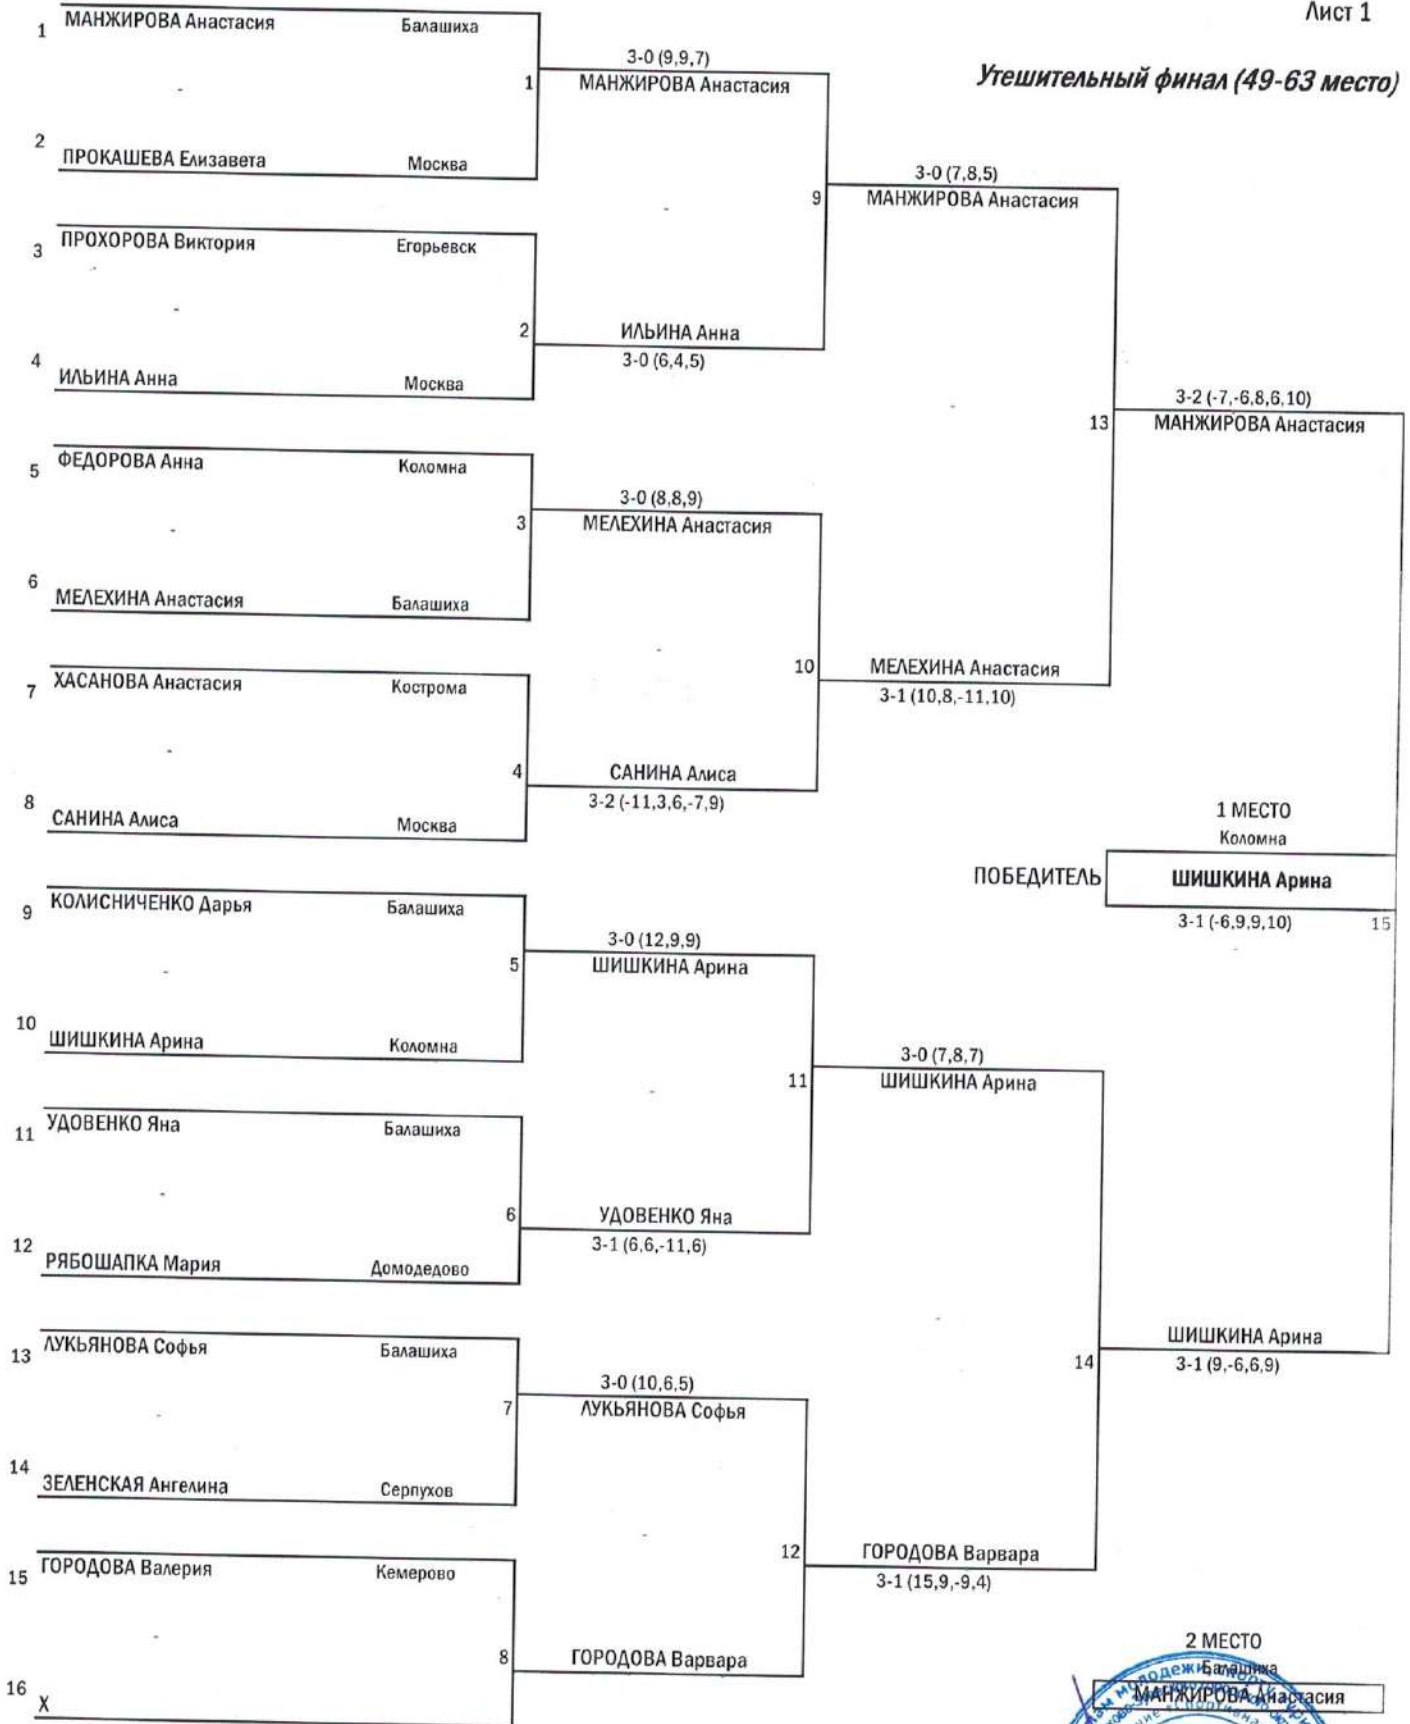 Лист 1
Утешительный финал (49-63 место)
1 МАНЖИРОВА Анастасия Балашиха
1
3-0 (9,9,7)
МАНЖИРОВА Анастасия
2 ПРОКАШЕВА Елизавета Москва
9
3-0 (7,8,5)
МАНЖИРОВА Анастасия
3 ПРОХОРОВА Виктория Егорьевск
2
ИЛЬИНА Анна
3-0 (6,4,5)
4 ИЛЬИНА Анна Москва
13
3-2 (-7,-6,8,6,10)
МАНЖИРОВА Анастасия
5 ФЕДОРОВА Анна Коломна
3
3-0 (8,8,9)
МЕЛЕХИНА Анастасия
6 МЕЛЕХИНА Анастасия Балашиха
10
МЕЛЕХИНА Анастасия
3-1 (10,8,-11,10)
7 ХАСАНОВА Анастасия Кострома
4
САНИНА Алиса
3-2 (-11,3,6,-7,9)
8 САНИНА Алиса Москва
1 МЕСТО
Коломна
ПОБЕДИТЕЛЬ ШИШКИНА Арина
3-1 (-6,9,9,10) 15
9 КОЛИСНИЧЕНКО Дарья Балашиха
5
3-0 (12,9,9)
ШИШКИНА Арина
10 ШИШКИНА Арина Коломна
11
3-0 (7,8,7)
ШИШКИНА Арина
11 УДОВЕНКО Яна Балашиха
6
УДОВЕНКО Яна
3-1 (6,6,-11,6)
12 РЯБОШАПКА Мария Домодедово
14
ШИШКИНА Арина
3-1 (9,-6,6,9)
13 ЛУКЬЯНОВА Софья Балашиха
7
3-0 (10,6,5)
ЛУКЬЯНОВА Софья
14 ЗЕЛЕНСКАЯ Ангелина Серпухов
12
ГОРОДОВА Варвара
3-1 (15,9,-9,4)
15 ГОРОДОВА Валерия Кемерово
8
ГОРОДОВА Варвара
16 X
2 МЕСТО
Балашиха
МАНЖИРОВА Анастасия